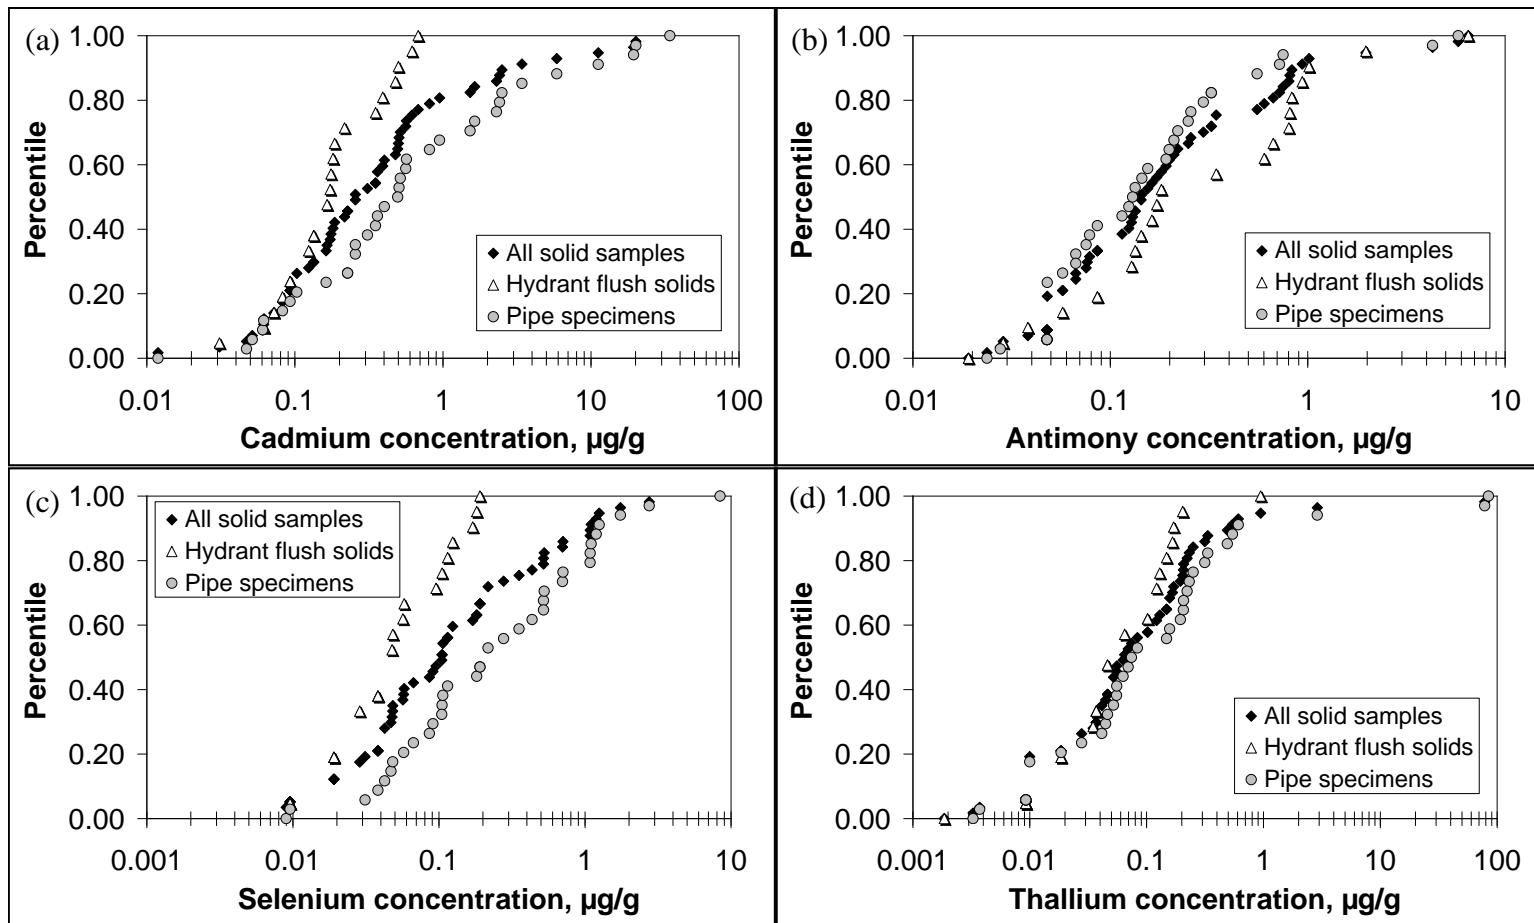 (a)
1.00
0.80
0.60
0.40
0.20
0.00
Percentile
All solid samples
Hydrant flush solids
Pipe specimens
0.01 0.1 1 10 100
Cadmium concentration, µg/g
(b)
1.00
0.80
0.60
0.40
0.20
0.00
Percentile
All solid samples
Hydrant flush solids
Pipe specimens
0.01 0.1 1 10
Antimony concentration, µg/g
(c)
1.00
0.80
0.60
0.40
0.20
0.00
Percentile
All solid samples
Hydrant flush solids
Pipe specimens
0.001 0.01 0.1 1 10
Selenium concentration, µg/g
(d)
1.00
0.80
0.60
0.40
0.20
0.00
Percentile
All solid samples
Hydrant flush solids
Pipe specimens
0.001 0.01 0.1 1 10 100
Thallium concentration, µg/g